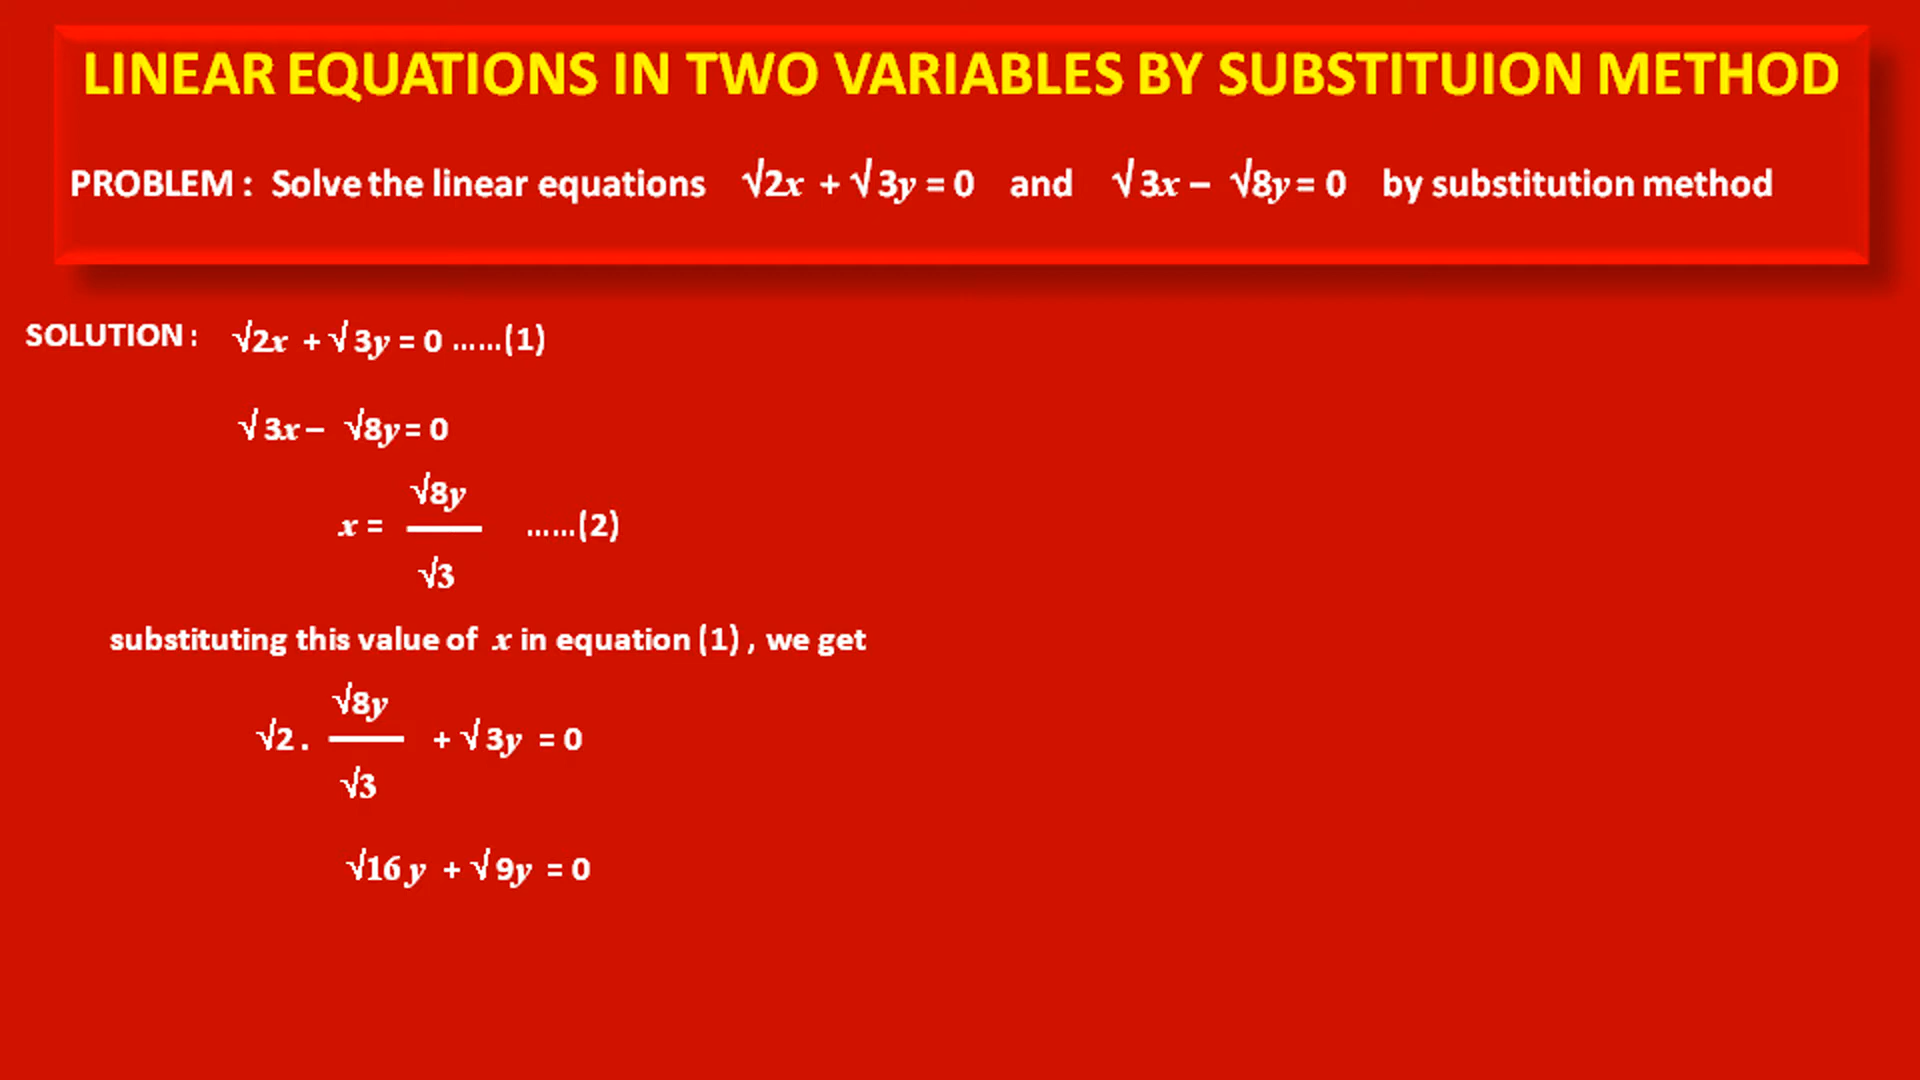 LINEAR EQUATIONS IN TWO VARIABLES BY SUBSTITUION METHOD
PROBLEM : Solve the linear equations √2x + √ 3y = 0 and √ 3x – √8y = 0 by substitution method
SOLUTION : √2x + √ 3y = 0 ......(1)
√ 3x – √8y = 0
√8y
x = ......(2)
√3
substituting this value of x in equation (1) , we get
√8y
√2 . + √ 3y = 0
√3
√16 y + √ 9y = 0